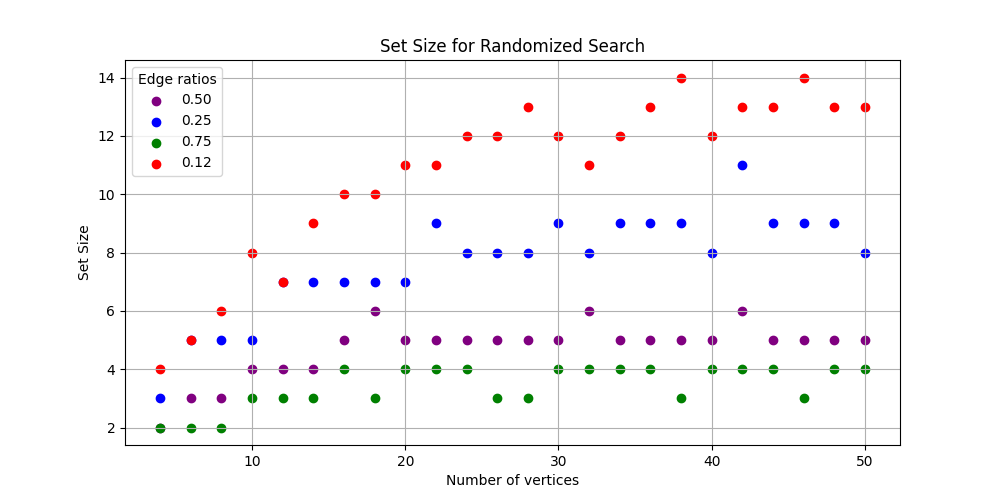 Set Size for Randomized Search
Edge ratios
0.50
0.25
0.75
0.12
14
12
10
8
6
4
2
Set Size
10 20 30 40 50
Number of vertices